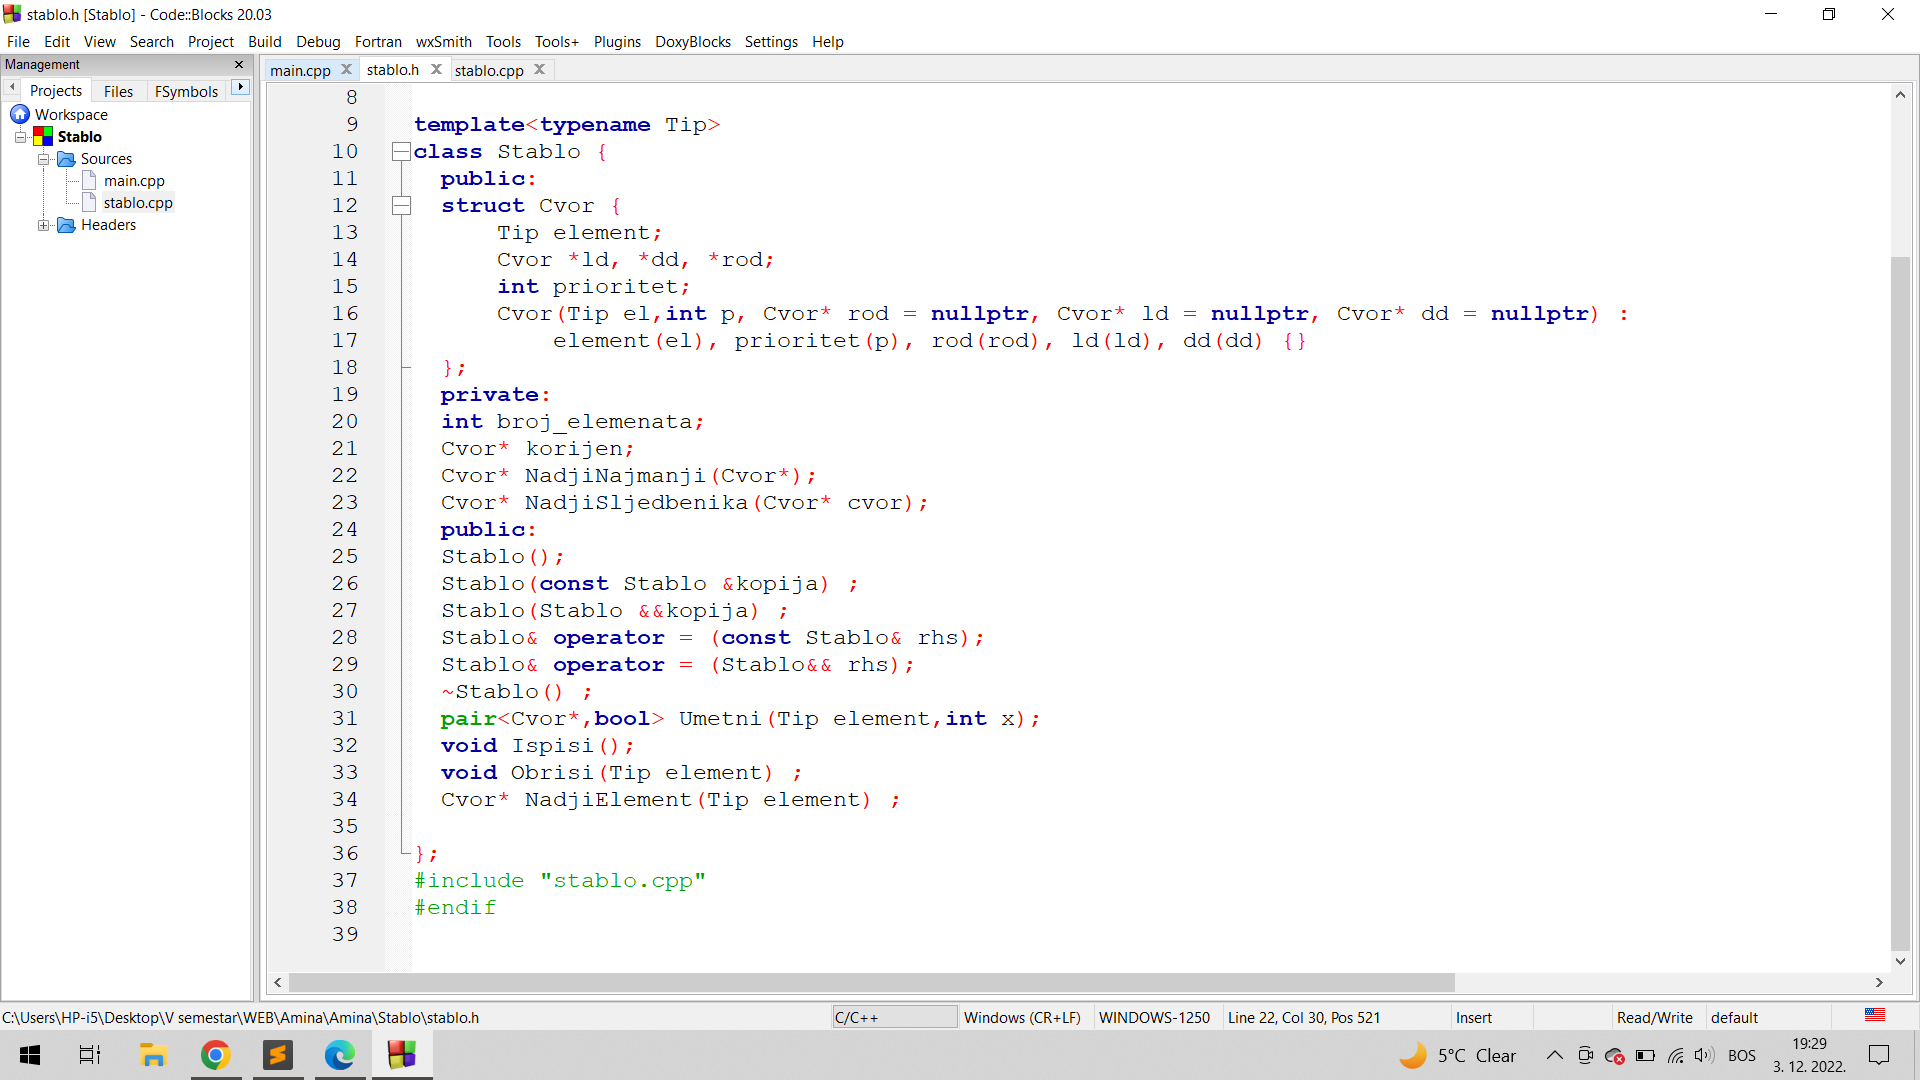 stablo.h [Stablo] - Code::Blocks 20.03
File Edit View Search Project Build Debug Fortran wxSmith Tools Tools+ Plugins DoxyBlocks Settings Help
Management
Projects Files FSymbols
Workspace
Stablo
Sources
main.cpp
stablo.cpp
Headers
main.cpp stablo.h stablo.cpp
8
9 template<typename Tip>
10 class Stablo {
11 public:
12 struct Cvor {
13 Tip element;
14 Cvor *ld, *dd, *rod;
15 int prioritet;
16 Cvor(Tip el,int p, Cvor* rod = nullptr, Cvor* ld = nullptr, Cvor* dd = nullptr) :
17 element(el), prioritet(p), rod(rod), ld(ld), dd(dd) {}
18 };
19 private:
20 int broj_elemenata;
21 Cvor* korijen;
22 Cvor* NadjiNajmanji(Cvor*);
23 Cvor* NadjiSljedbenika(Cvor* cvor);
24 public:
25 Stablo();
26 Stablo(const Stablo &kopija) ;
27 Stablo(Stablo &&kopija) ;
28 Stablo& operator = (const Stablo& rhs);
29 Stablo& operator = (Stablo&& rhs);
30 ~Stablo() ;
31 pair<Cvor*,bool> Umetni(Tip element,int x);
32 void Ispisi();
33 void Obrisi(Tip element) ;
34 Cvor* NadjiElement(Tip element) ;
35
36 };
37 #include "stablo.cpp"
38 #endif
39
C:\Users\HP-i5\Desktop\V semestar\WEB\Amina\Amina\Stablo\stablo.h C/C++ Windows (CR+LF) WINDOWS-1250 Line 22, Col 30, Pos 521 Insert Read/Write default
5°C Clear BOS 19:29
3. 12. 2022.